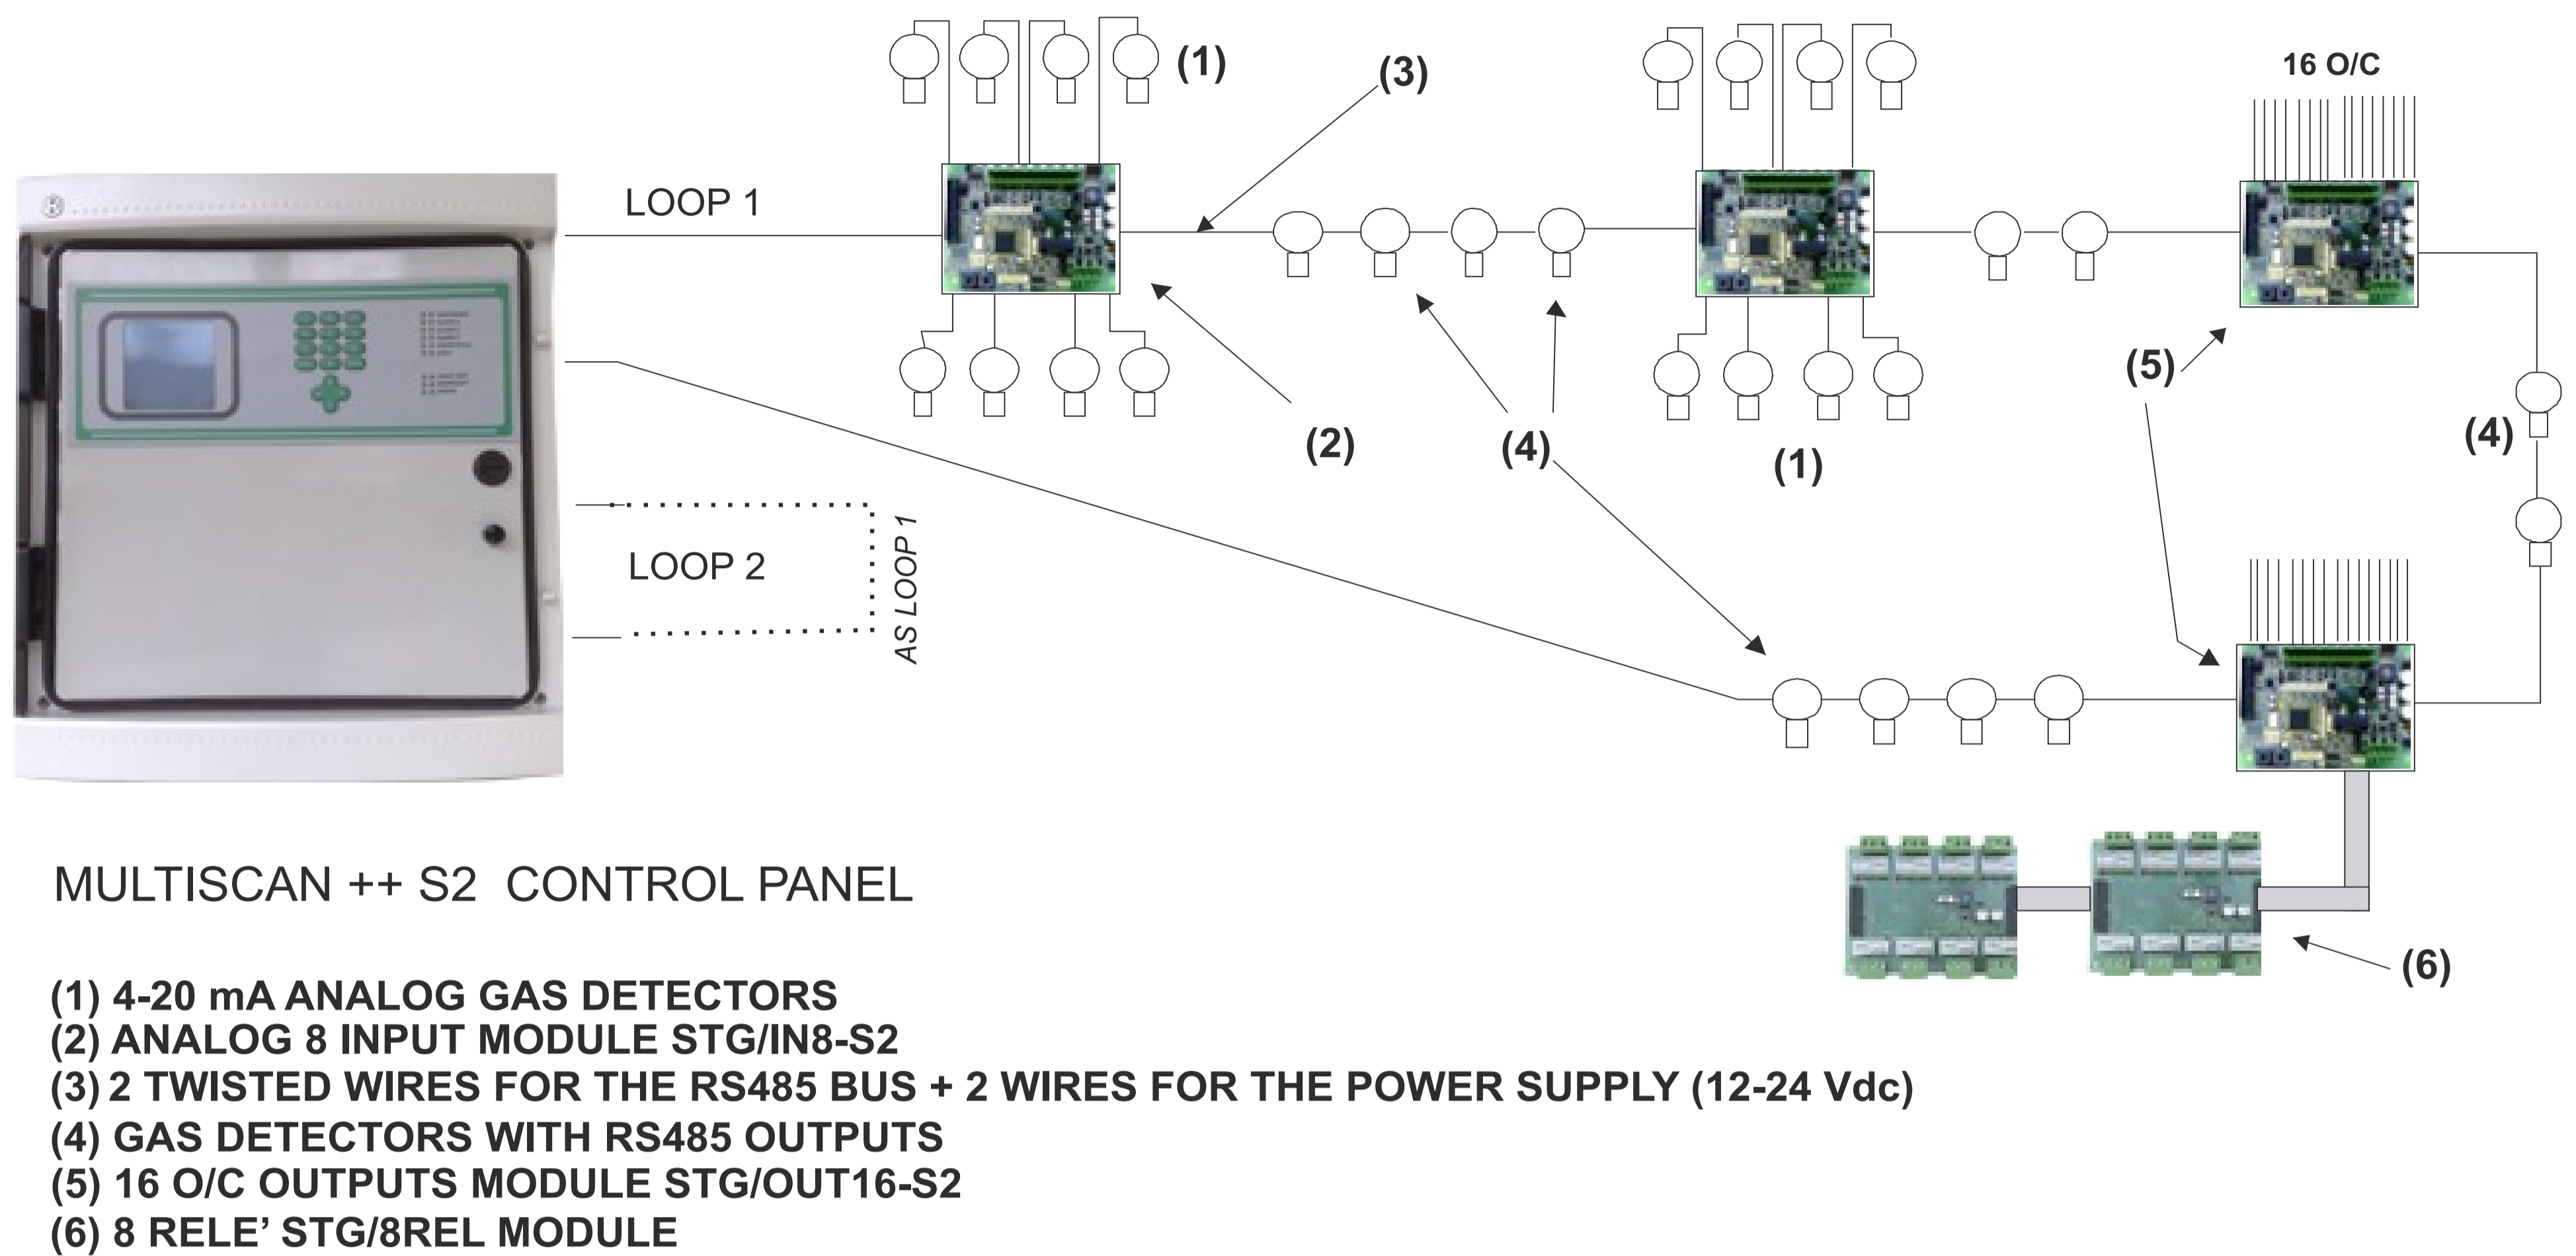 (1)
(3)
16 O/C
LOOP 1
(5)
(2)
(4)
(1)
(4)
LOOP 2
AS LOOP 1
MULTISCAN ++ S2 CONTROL PANEL
(6)
(1) 4-20 mA ANALOG GAS DETECTORS
(2) ANALOG 8 INPUT MODULE STG/IN8-S2
(3) 2 TWISTED WIRES FOR THE RS485 BUS + 2 WIRES FOR THE POWER SUPPLY (12-24 Vdc)
(4) GAS DETECTORS WITH RS485 OUTPUTS
(5) 16 O/C OUTPUTS MODULE STG/OUT16-S2
(6) 8 RELE' STG/8REL MODULE